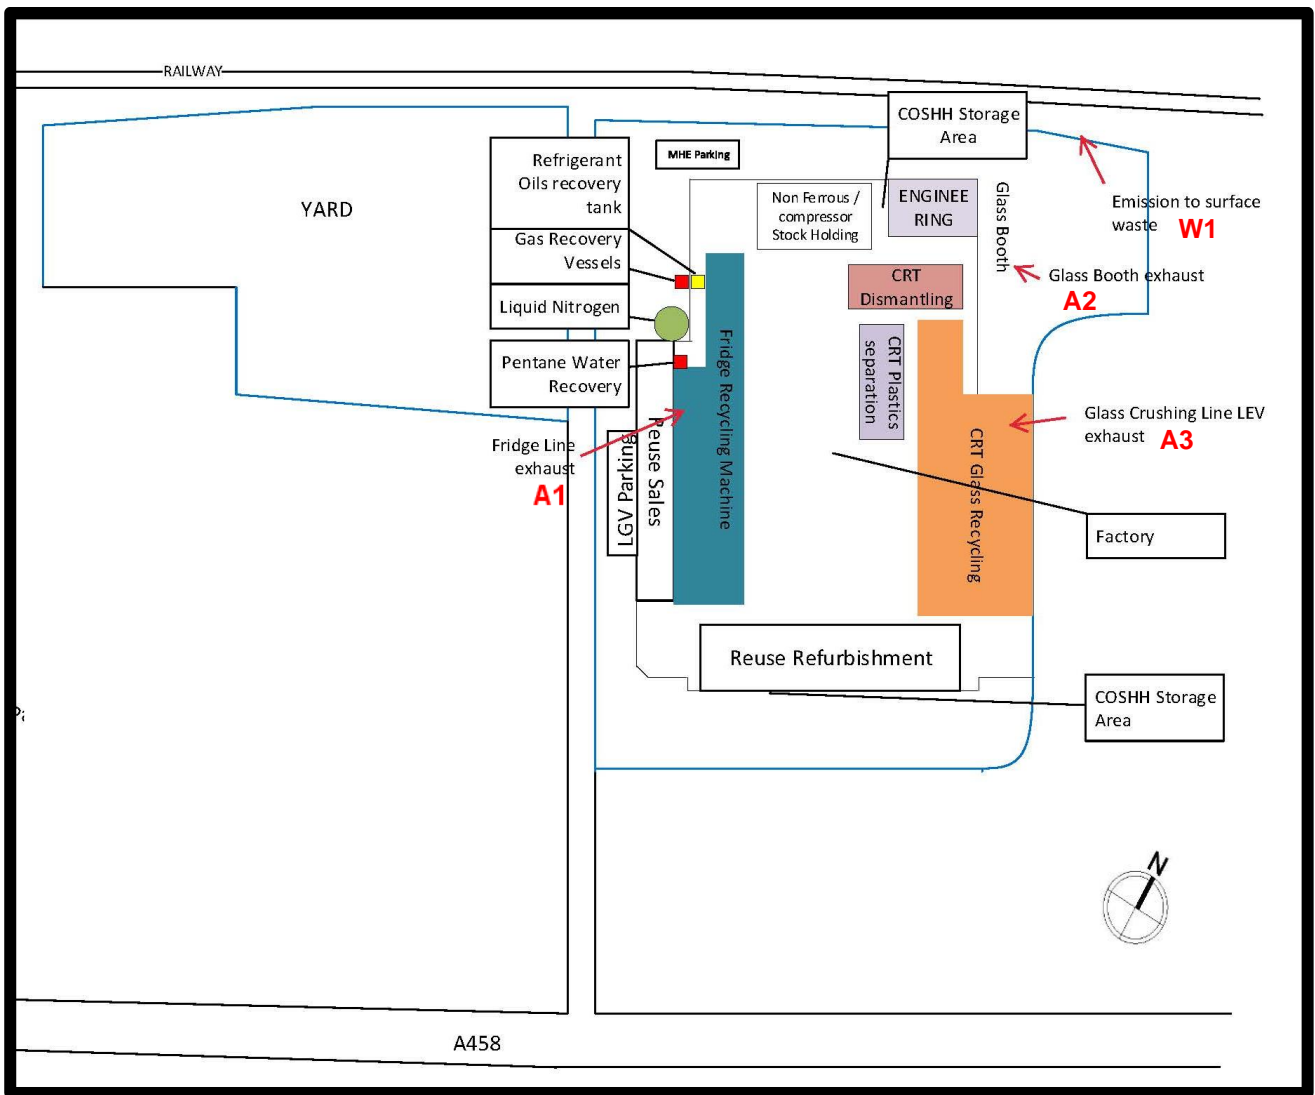 RAILWAY
COSHH Storage
Area
MHE Parking
Refrigerant
Oils recovery
tank
YARD
Non Ferrous /
compressor
Stock Holding
ENGINEE
RING
Glass Booth
Emission to surface
waste W1
Gas Recovery
Vessels
Glass Booth exhaust
A2
CRT
Dismantling
Liquid Nitrogen
Fridge Recycling Machine
CRT Plastics
separation
Pentane Water
Recovery
Glass Crushing Line LEV
exhaust A3
Fridge Line
exhaust
A1
LGV Parking
Reuse Sales
CRT Glass Recycling
Factory
Reuse Refurbishment
COSHH Storage
Area
N
A458